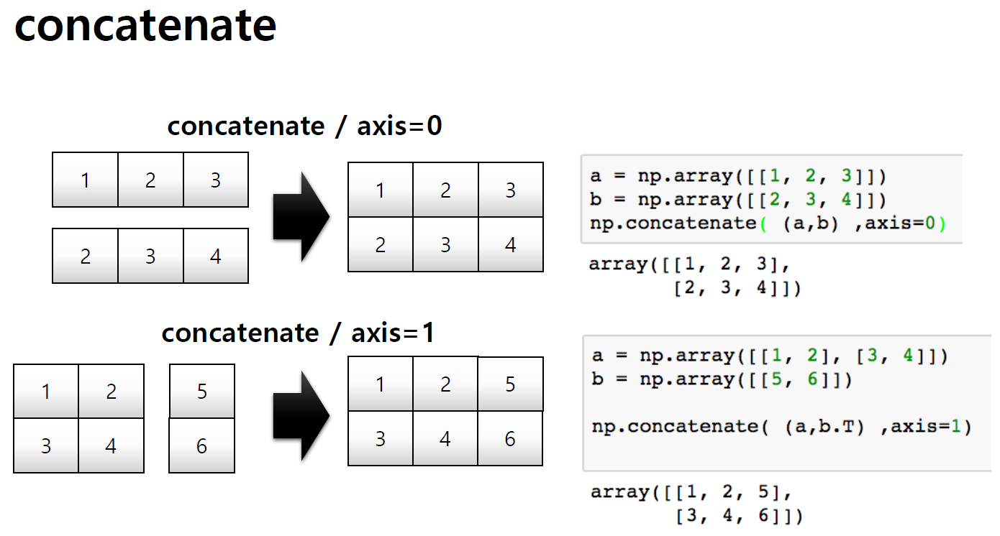 concatenate
concatenate / axis=0
1 2 3
2 3 4
1 2 3
2 3 4
a = np.array([[1, 2, 3]])
b = np.array([[2, 3, 4]])
np.concatenate( (a,b) ,axis=0)
array([[1, 2, 3],
[2, 3, 4]])
concatenate / axis=1
1 2
3 4
5
6
1 2 5
3 4 6
a = np.array([[1, 2], [3, 4]])
b = np.array([[5, 6]])
np.concatenate( (a,b.T) ,axis=1)
array([[1, 2, 5],
[3, 4, 6]])